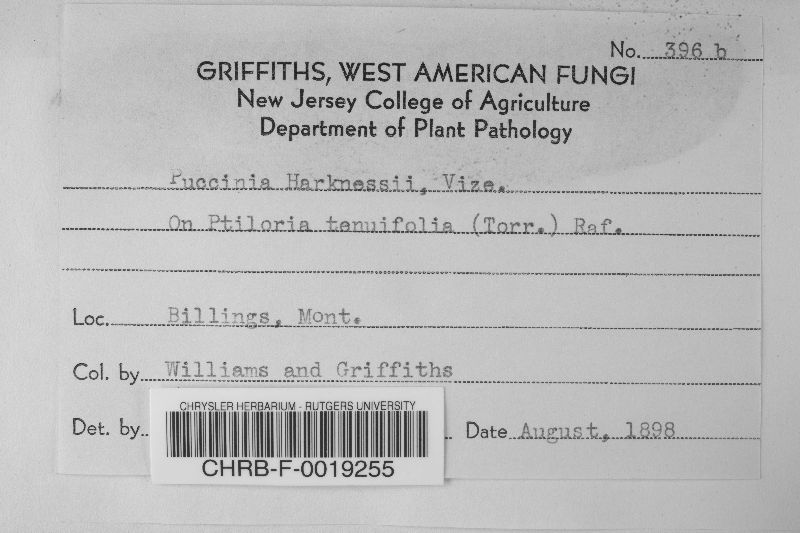 No. 396 b
GRIFFITHS, WEST AMERICAN FUNGI
New Jersey College of Agriculture
Department of Plant Pathology
Puccinia Harknessii, Vize.
On Ptiloria tenuifolia (Torr.) Raf.
Loc. Billings, Mont.
Col. by Williams and Griffiths
Det. by
CHRYSLER HERBARIUM - RUTGERS UNIVERSITY
CHRB-F-0019255
Date August, 1898